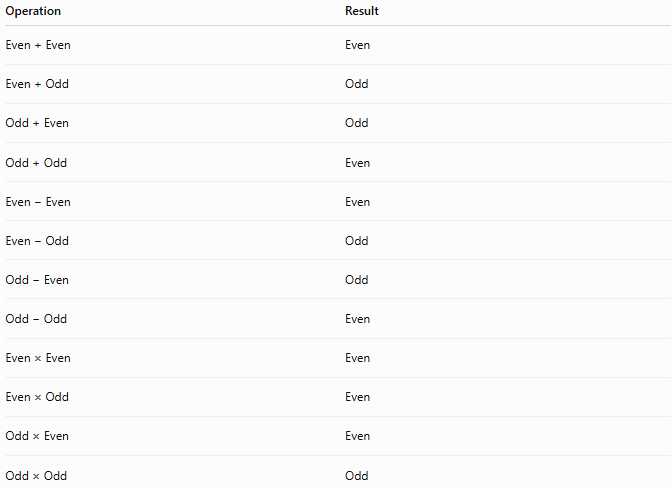 Operation Result
Even + Even Even
Even + Odd Odd
Odd + Even Odd
Odd + Odd Even
Even − Even Even
Even − Odd Odd
Odd − Even Odd
Odd − Odd Even
Even × Even Even
Even × Odd Even
Odd × Even Even
Odd × Odd Odd